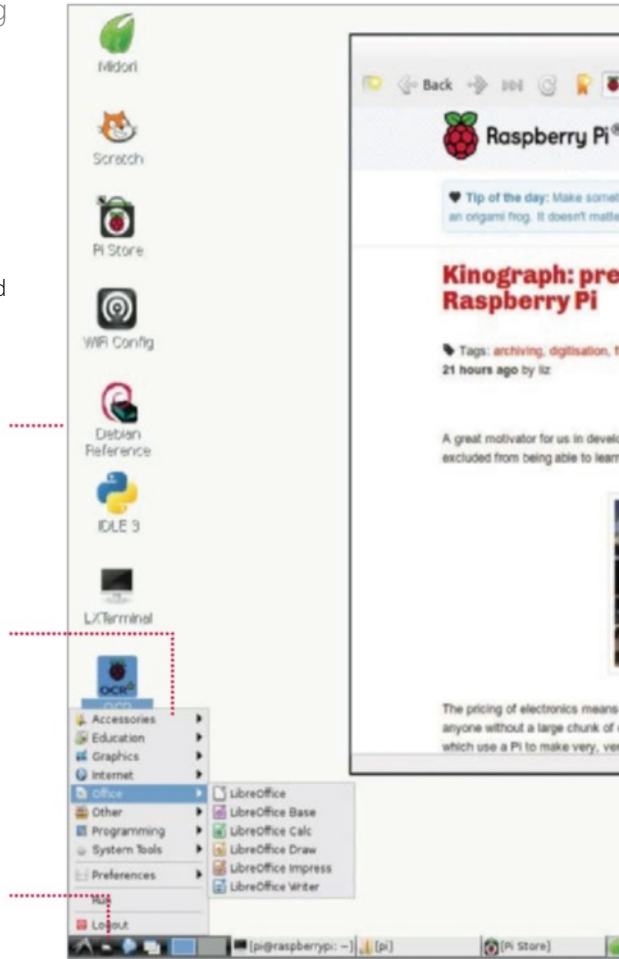 g
d
Midori
Scratch
Pi Store
WiFi Config
Debian
Reference
IDLE 3
LXTerminal
OCR
Accessories
Education
Graphics
Internet
Office
Other
Programming
System Tools
Preferences
Run
Logout
LibreOffice
LibreOffice Base
LibreOffice Calc
LibreOffice Draw
LibreOffice Impress
LibreOffice Writer
Back
Raspberry Pi®
Tip of the day: Make
an origami frog. It doesn't
Kinograph:
Raspberry Pi
Tags: archiving, digitisation,
21 hours ago by liz
A great motivator for us in
excluded from being able to
The pricing of electronics means
anyone without a large chunk of
which use a Pi to make very,
[pi@raspberrypi: ~]
[pi]
[Pi Store]